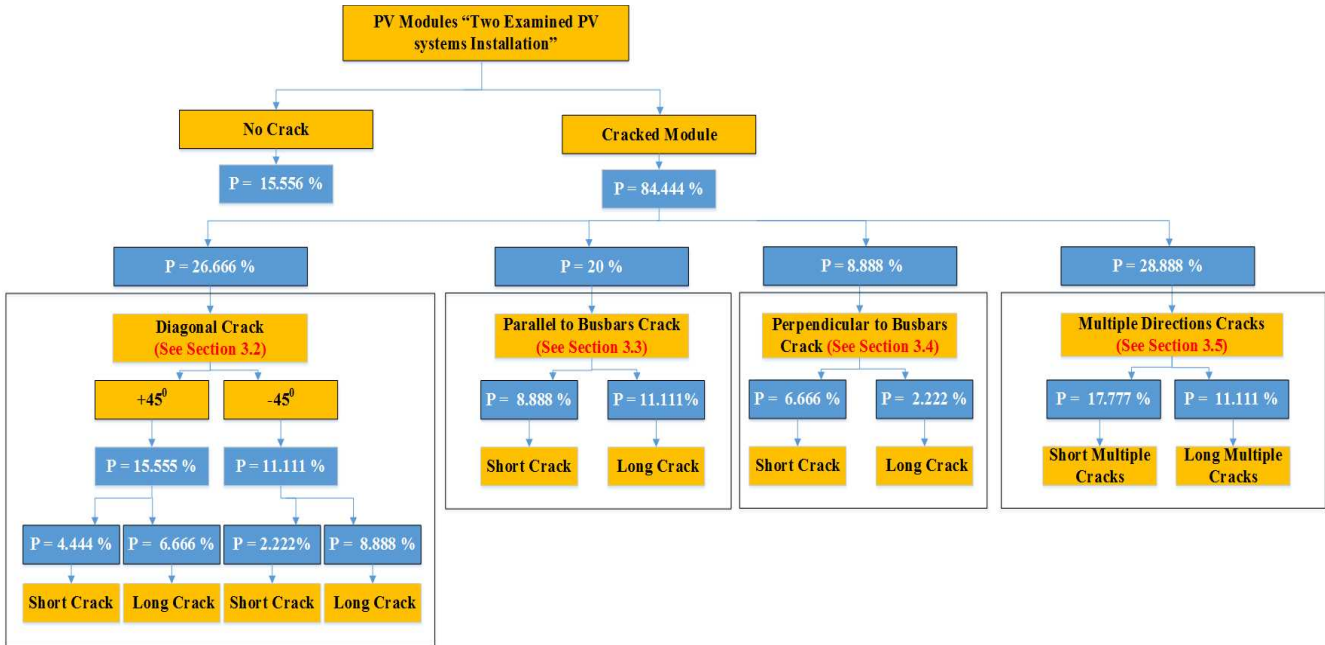 PV Modules “Two Examined PV
systems Installation”
No Crack
Cracked Module
P = 15.556 %
P = 84.444 %
P = 26.666 %
P = 20 %
P = 8.888 %
P = 28.888 %
Diagonal Crack
(See Section 3.2)
+45⁰
-45⁰
P = 15.555 %
P = 11.111 %
P = 4.444 %
P = 6.666 %
P = 2.222%
P = 8.888 %
Short Crack
Long Crack
Short Crack
Long Crack
Parallel to Busbars Crack
(See Section 3.3)
P = 8.888 %
P = 11.111%
Short Crack
Long Crack
Perpendicular to Busbars
Crack (See Section 3.4)
P = 6.666 %
P = 2.222 %
Short Crack
Long Crack
Multiple Directions Cracks
(See Section 3.5)
P = 17.777 %
P = 11.111 %
Short Multiple
Cracks
Long Multiple
Cracks